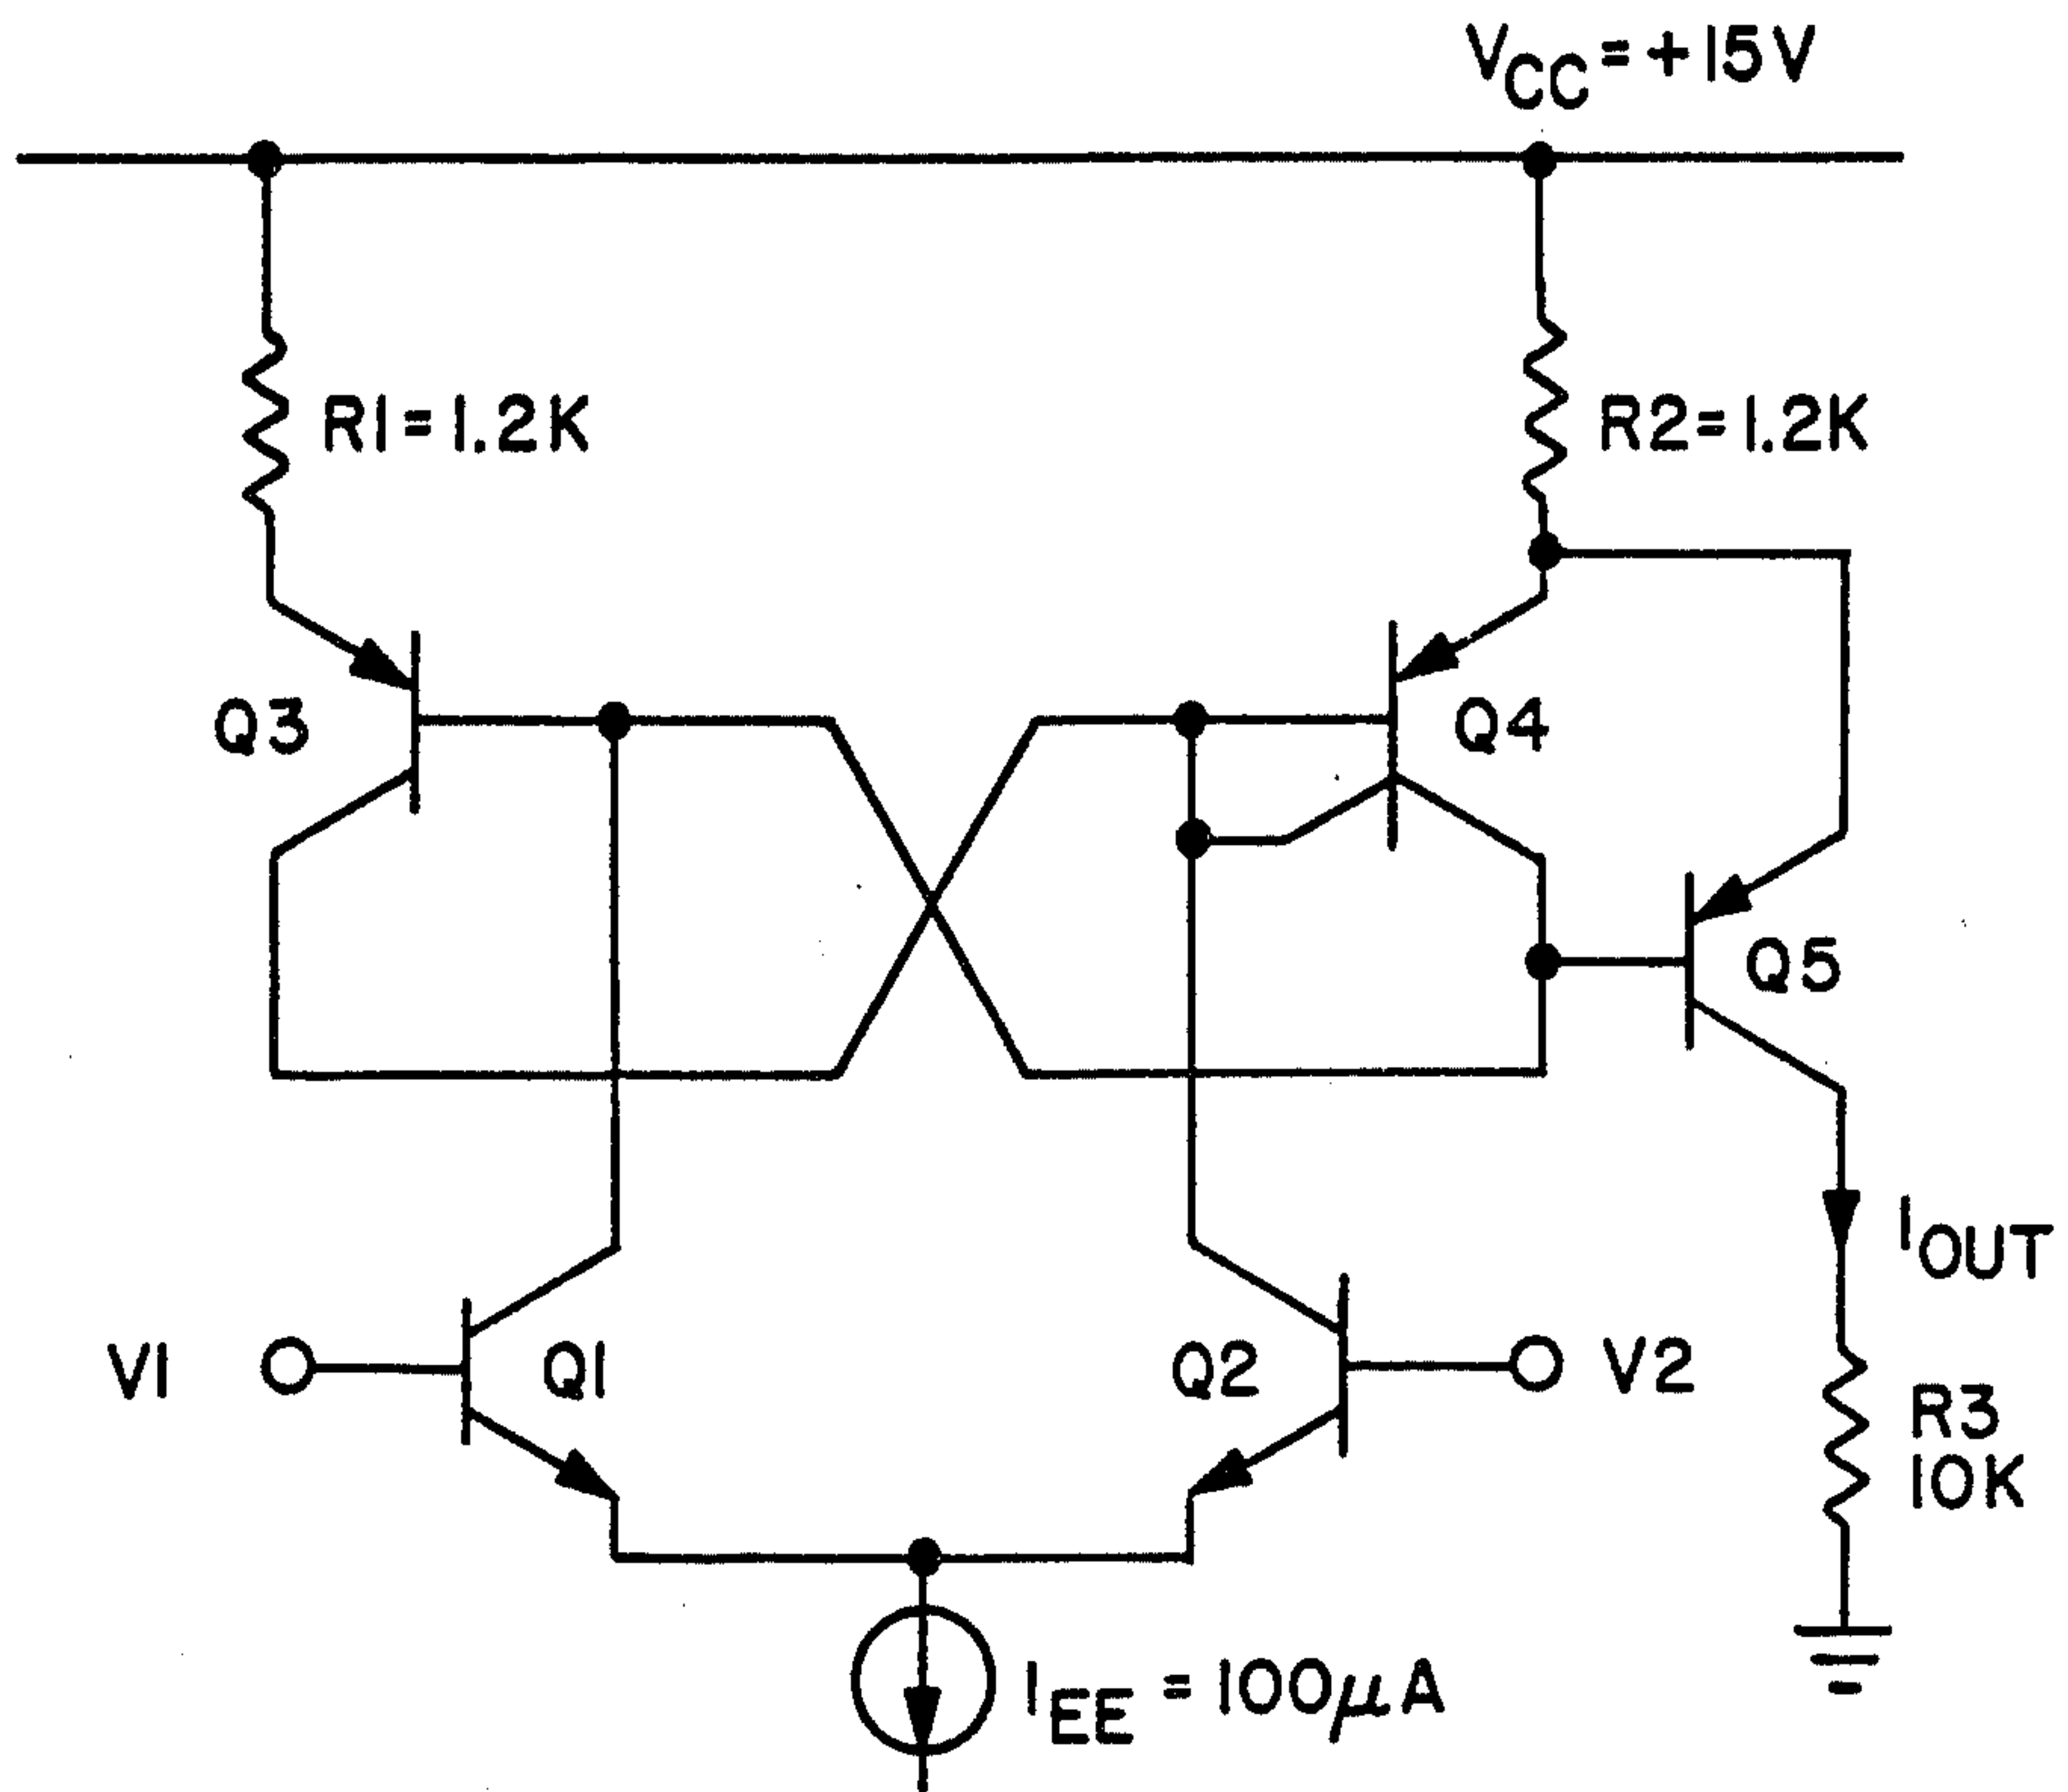 VCC=+15V
R1=1.2K
R2=1.2K
Q3
Q4
Q5
IOUT
V1
Q1
Q2
V2
R3
10K
IEE=100μA